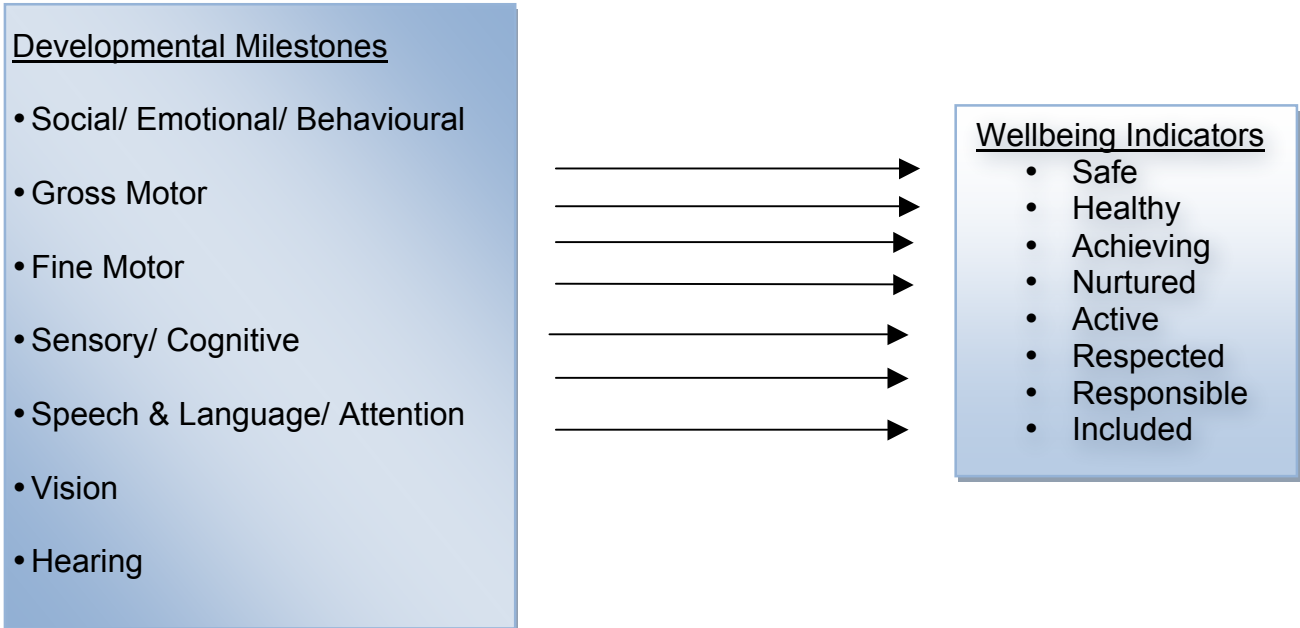 Developmental Milestones
• Social/ Emotional/ Behavioural
• Gross Motor
• Fine Motor
• Sensory/ Cognitive
• Speech & Language/ Attention
• Vision
• Hearing
Wellbeing Indicators
• Safe
• Healthy
• Achieving
• Nurtured
• Active
• Respected
• Responsible
• Included